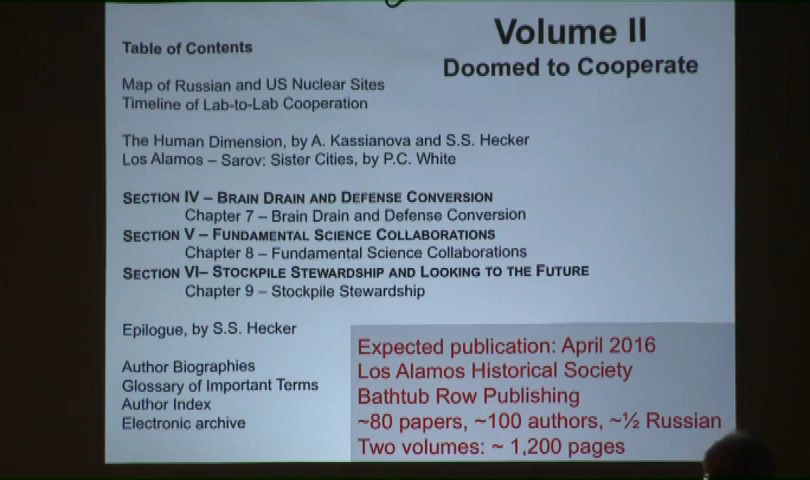 Volume II
Doomed to Cooperate
Table of Contents
Map of Russian and US Nuclear Sites
Timeline of Lab-to-Lab Cooperation
The Human Dimension, by A. Kassianova and S.S. Hecker
Los Alamos – Sarov: Sister Cities, by P.C. White
SECTION IV – BRAIN DRAIN AND DEFENSE CONVERSION
Chapter 7 – Brain Drain and Defense Conversion
SECTION V – FUNDAMENTAL SCIENCE COLLABORATIONS
Chapter 8 – Fundamental Science Collaborations
SECTION VI– STOCKPILE STEWARDSHIP AND LOOKING TO THE FUTURE
Chapter 9 – Stockpile Stewardship
Epilogue, by S.S. Hecker
Author Biographies
Glossary of Important Terms
Author Index
Electronic archive
Expected publication: April 2016
Los Alamos Historical Society
Bathtub Row Publishing
~80 papers, ~100 authors, ~½ Russian
Two volumes: ~ 1,200 pages